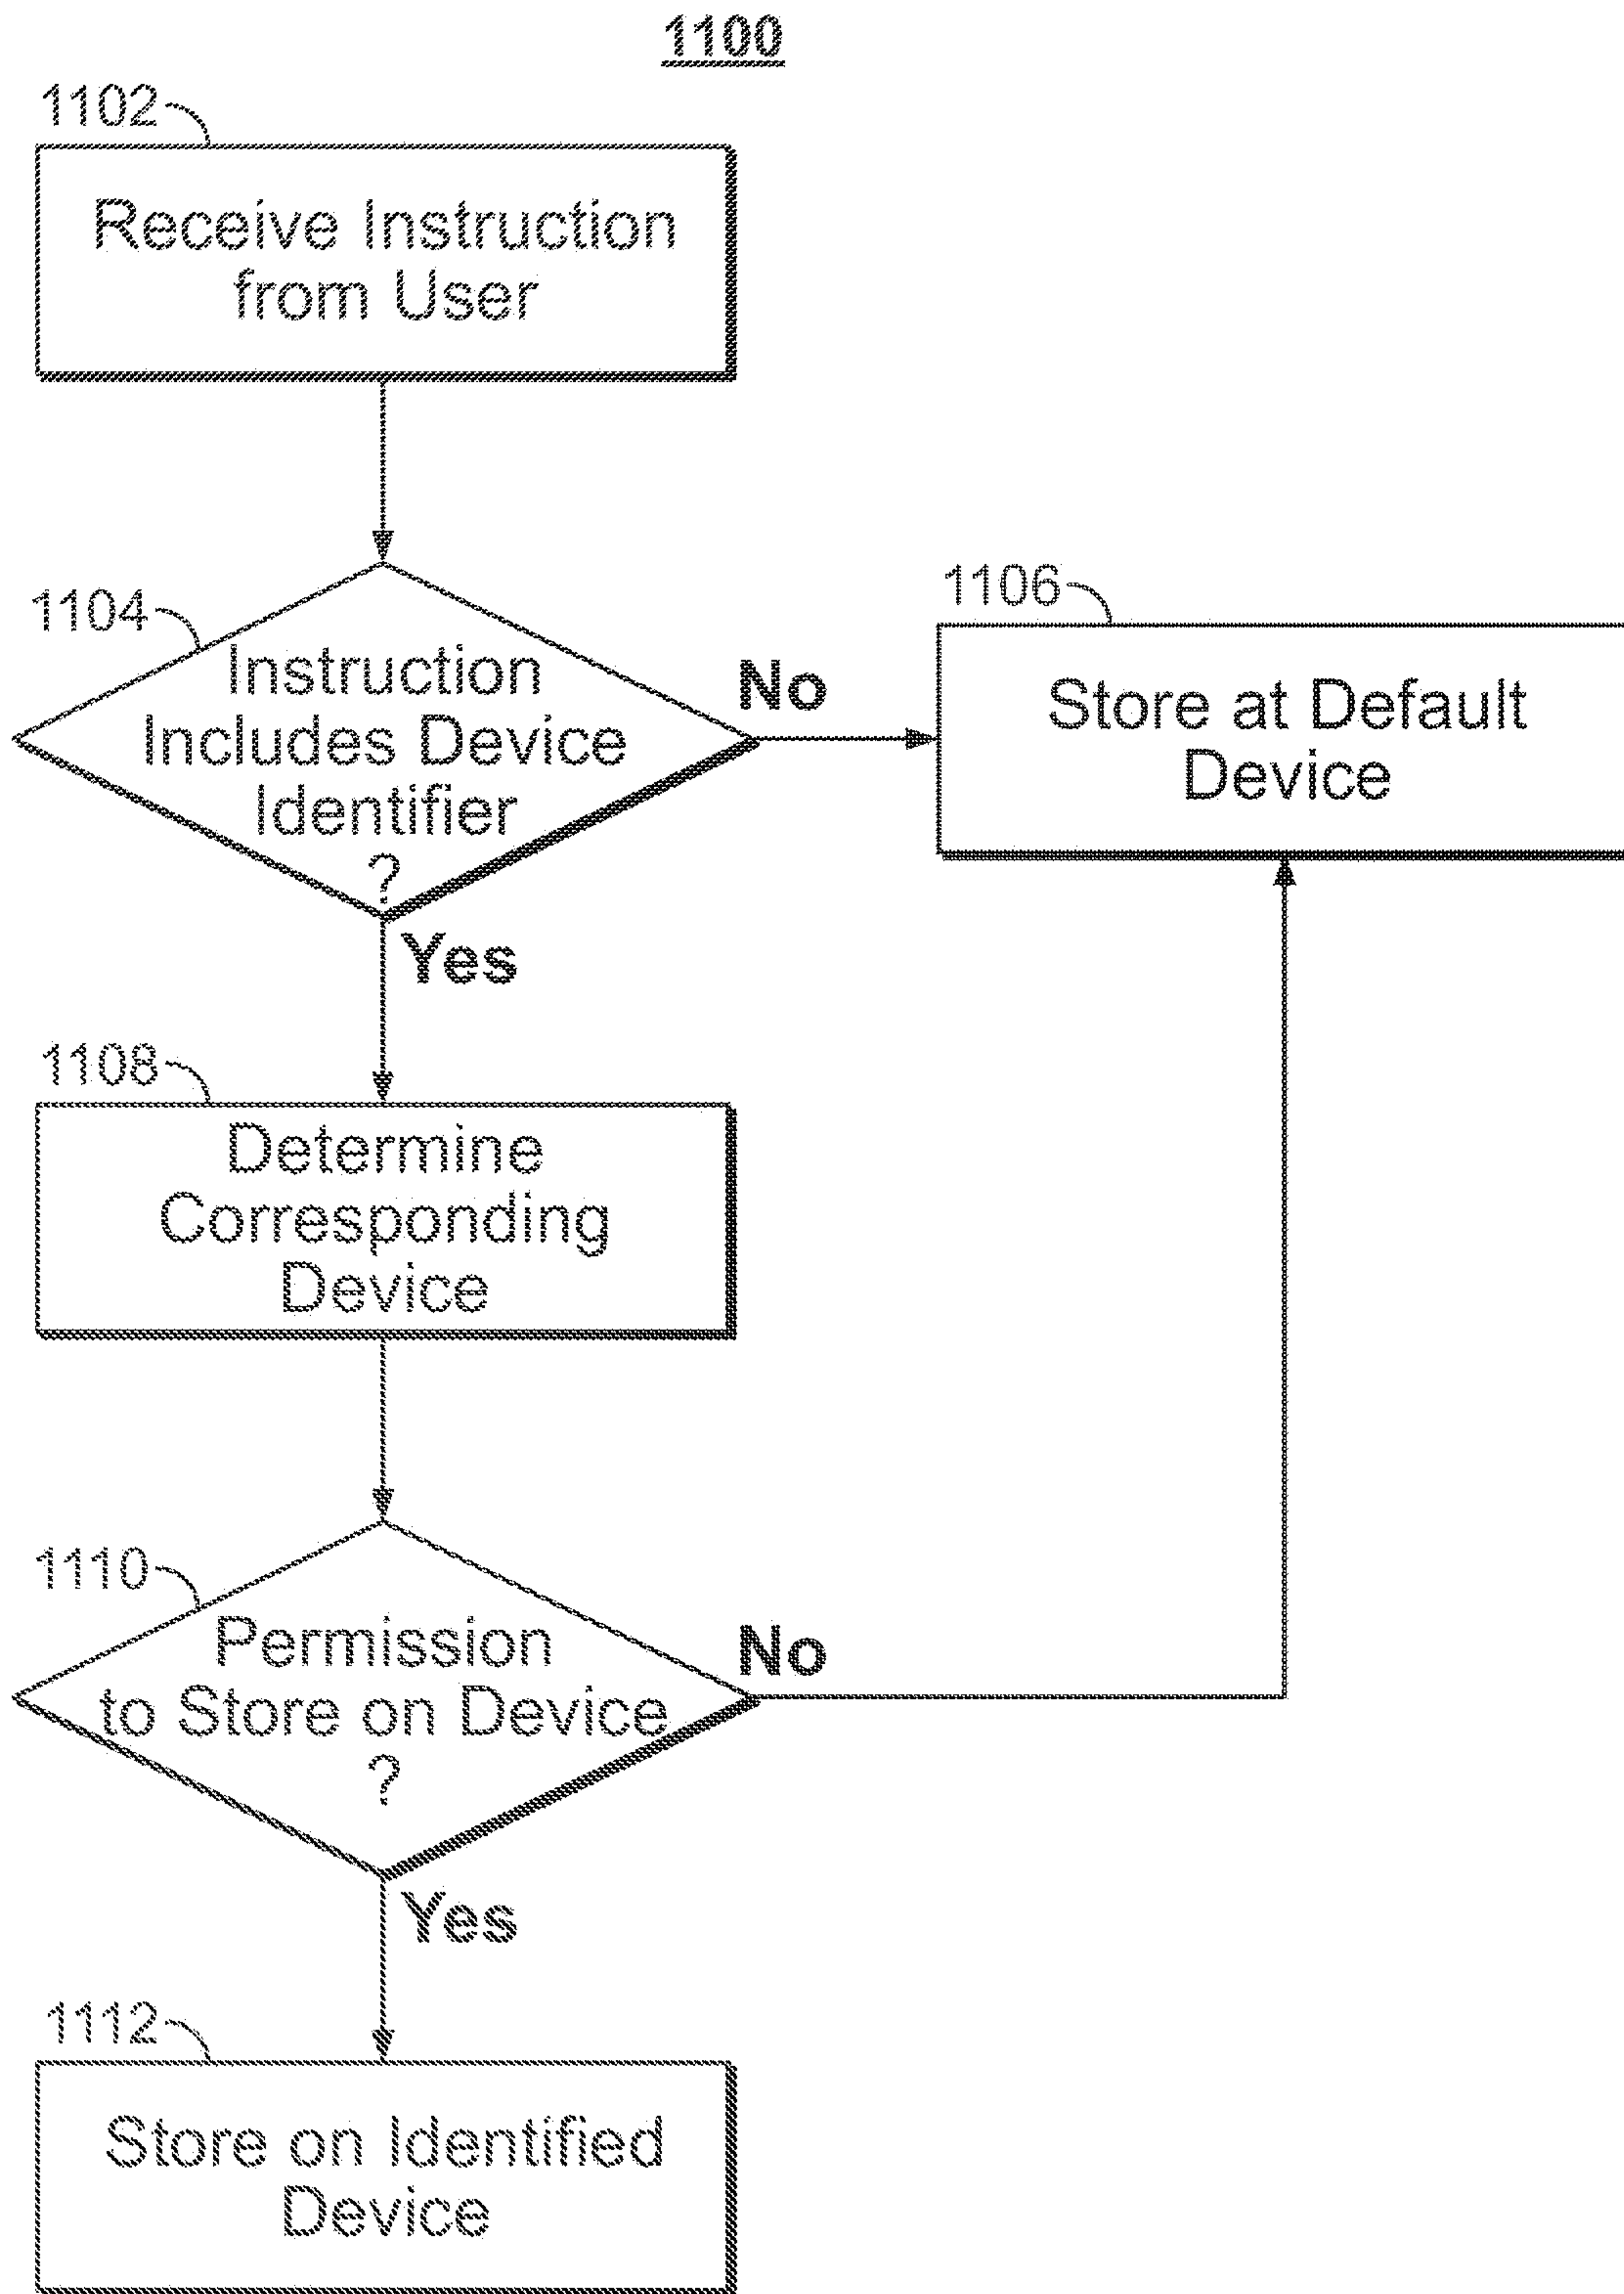 1100
1102
Receive Instruction
from User
1104
Instruction
Includes Device
Identifier
?
No
Yes
1106
Store at Default
Device
1108
Determine
Corresponding
Device
1110
Permission
to Store on Device
?
No
Yes
1112
Store on Identified
Device